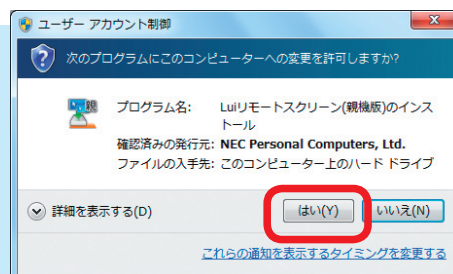 ユーザー アカウント制御
次のプログラムにこのコンピューターへの変更を許可しますか?
親
プログラム名: Luiリモートスクリーン(親機版)のインス
トール
確認済みの発行元: NEC Personal Computers, Ltd.
ファイルの入手先: このコンピューター上のハード ドライブ
詳細を表示する(D)
はい(Y) いいえ(N)
これらの通知を表示するタイミングを変更する